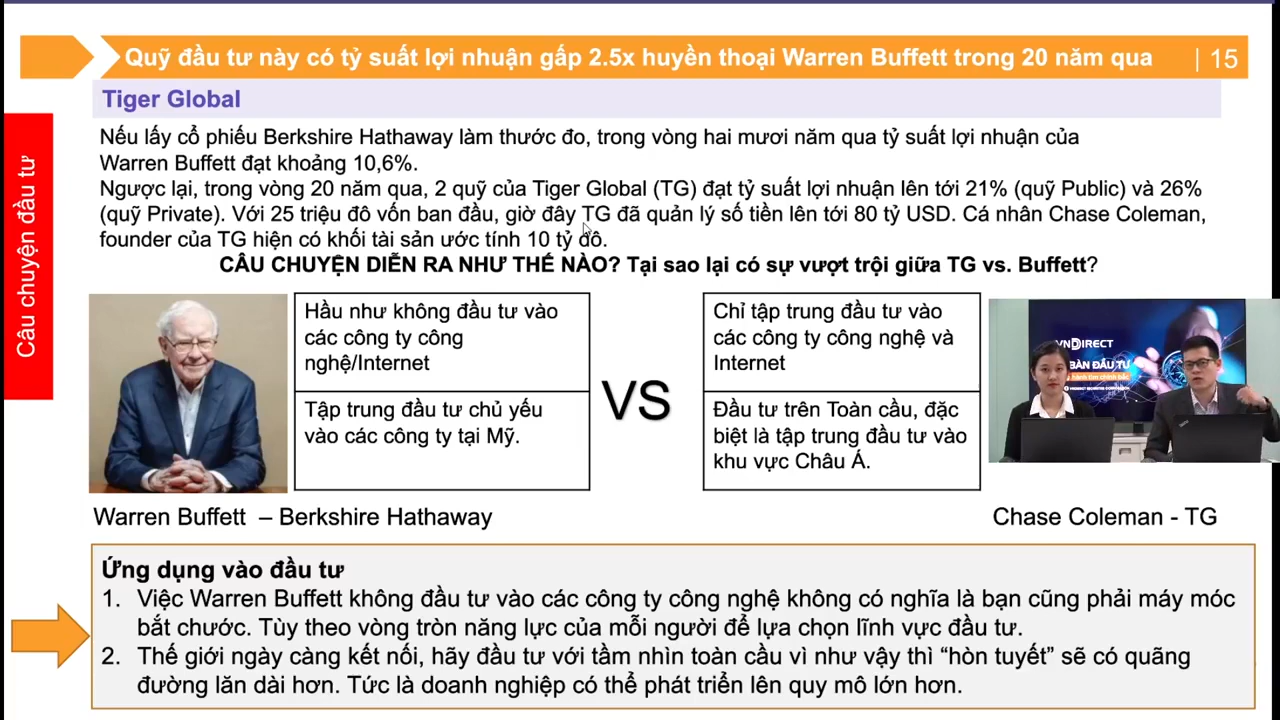 Quỹ đầu tư này có tỷ suất lợi nhuận gấp 2.5x huyền thoại Warren Buffett trong 20 năm qua | 15
Tiger Global
Câu chuyện đầu tư
Nếu lấy cổ phiếu Berkshire Hathaway làm thước đo, trong vòng hai mươi năm qua tỷ suất lợi nhuận của
Warren Buffett đạt khoảng 10,6%.
Ngược lại, trong vòng 20 năm qua, 2 quỹ của Tiger Global (TG) đạt tỷ suất lợi nhuận lên tới 21% (quỹ Public) và 26%
(quỹ Private). Với 25 triệu đô vốn ban đầu, giờ đây TG đã quản lý số tiền lên tới 80 tỷ USD. Cá nhân Chase Coleman,
founder của TG hiện có khối tài sản ước tính 10 tỷ đô.
CÂU CHUYỆN DIỄN RA NHƯ THẾ NÀO? Tại sao lại có sự vượt trội giữa TG vs. Buffett?
Hầu như không đầu tư vào
các công ty công
nghệ/Internet
Tập trung đầu tư chủ yếu
vào các công ty tại Mỹ.
VS
Chỉ tập trung đầu tư vào
các công ty công nghệ và
Internet
Đầu tư trên Toàn cầu, đặc
biệt là tập trung đầu tư vào
khu vực Châu Á.
VNDIRECT
BÀN ĐẦU TƯ
Warren Buffett – Berkshire Hathaway
Chase Coleman - TG
Ứng dụng vào đầu tư
1. Việc Warren Buffett không đầu tư vào các công ty công nghệ không có nghĩa là bạn cũng phải máy móc
bắt chước. Tùy theo vòng tròn năng lực của mỗi người để lựa chọn lĩnh vực đầu tư.
2. Thế giới ngày càng kết nối, hãy đầu tư với tầm nhìn toàn cầu vì như vậy thì “hòn tuyết” sẽ có quãng
đường lăn dài hơn. Tức là doanh nghiệp có thể phát triển lên quy mô lớn hơn.